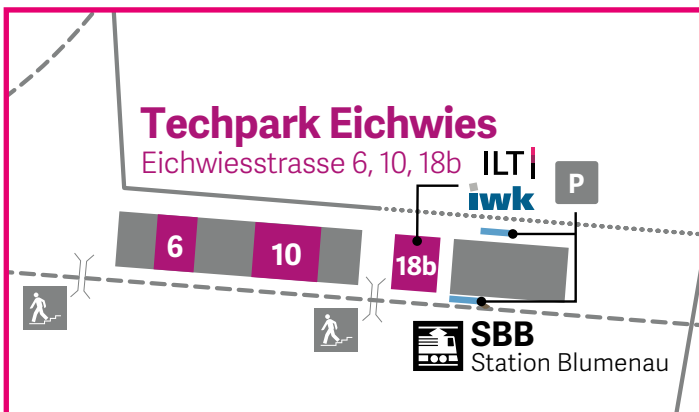 Techpark Eichwies
Eichwiesstrasse 6, 10, 18b
ILT
iwk
P
6
10
18b
SBB
Station Blumenau